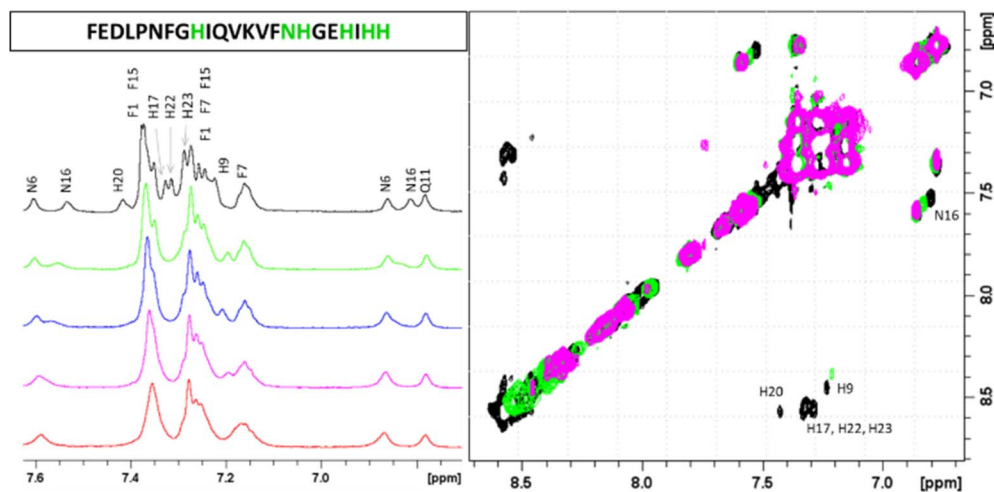 FEDLPNFGHIQVKVFNHGEHIHH
N6
N16
H20
F1 F15
H17
H22
H23
F1 F7 F15
H9
F7
N6
N16
Q11
7.6 7.4 7.2 7.0 [ppm]
[ppm]
7.0
7.5
8.0
8.5
N16
H20
H9
H17, H22, H23
8.5 8.0 7.5 7.0 [ppm]